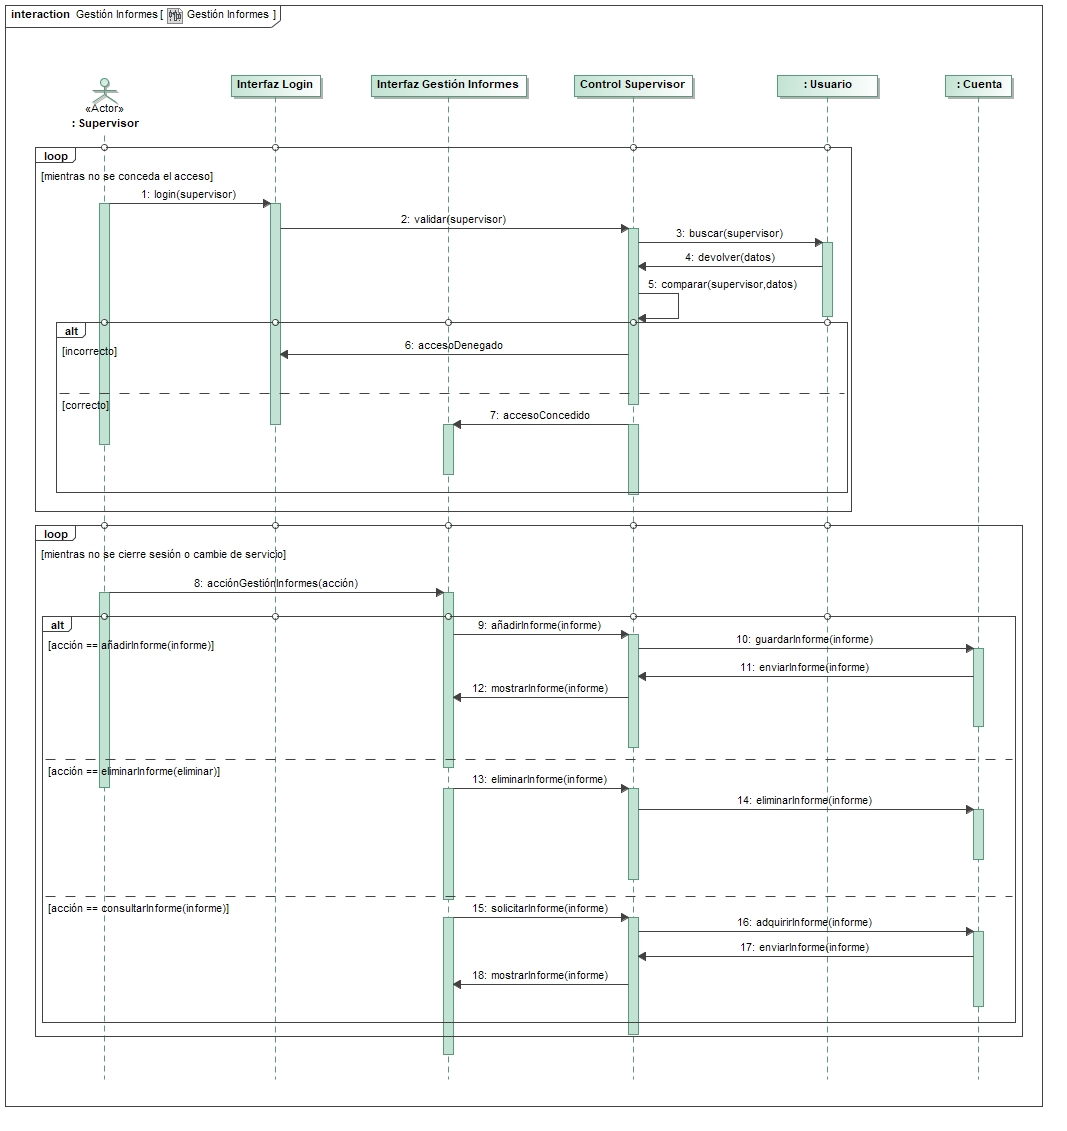 interaction Gestión Informes [ Gestión Informes ]
Interfaz Login
Interfaz Gestión Informes
Control Supervisor
: Usuario
: Cuenta
«Actor»
: Supervisor
loop
[mientras no se conceda el acceso]
1: login(supervisor)
2: validar(supervisor)
3: buscar(supervisor)
4: devolver(datos)
5: comparar(supervisor,datos)
alt
[incorrecto]
6: accesoDenegado
[correcto]
7: accesoConcedido
loop
[mientras no se cierre sesión o cambie de servicio]
8: acciónGestiónInformes(acción)
alt
9: añadirInforme(informe)
[acción == añadirInforme(informe)]
10: guardarInforme(informe)
11: enviarInforme(informe)
12: mostrarInforme(informe)
[acción == eliminarInforme(eliminar)]
13: eliminarInforme(informe)
14: eliminarInforme(informe)
[acción == consultarInforme(informe)]
15: solicitarInforme(informe)
16: adquirirInforme(informe)
17: enviarInforme(informe)
18: mostrarInforme(informe)